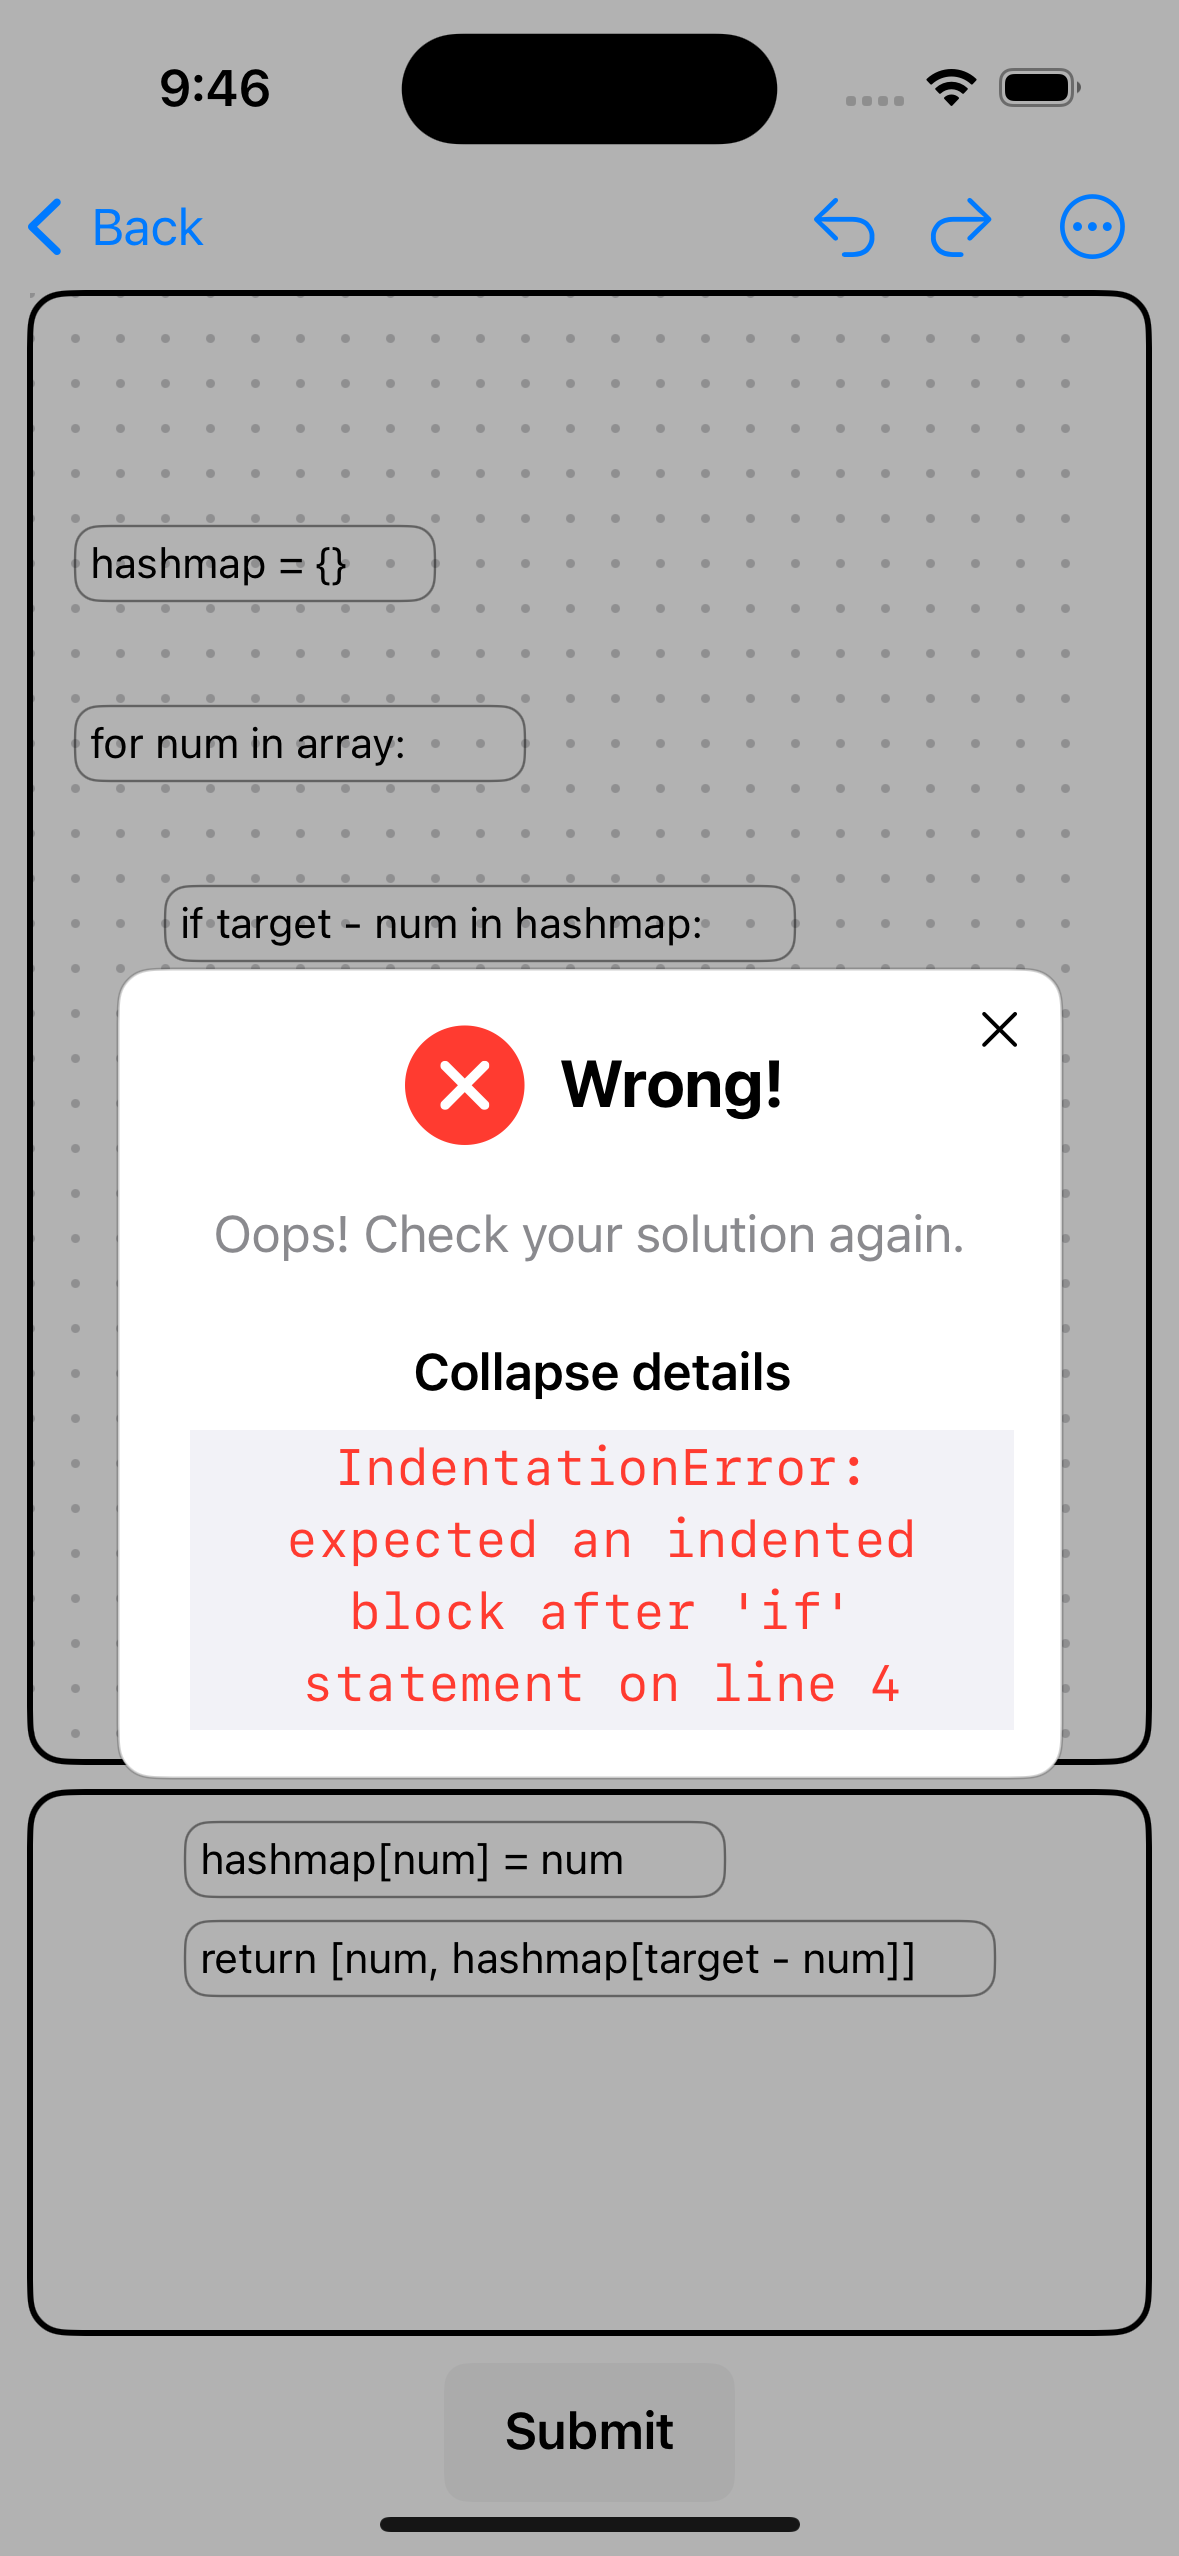 9:46
Back
hashmap = {}
for num in array:
if target - num in hashmap:
Wrong!
Oops! Check your solution again.
Collapse details
IndentationError:
expected an indented
block after 'if'
statement on line 4
hashmap[num] = num
return [num, hashmap[target - num]]
Submit